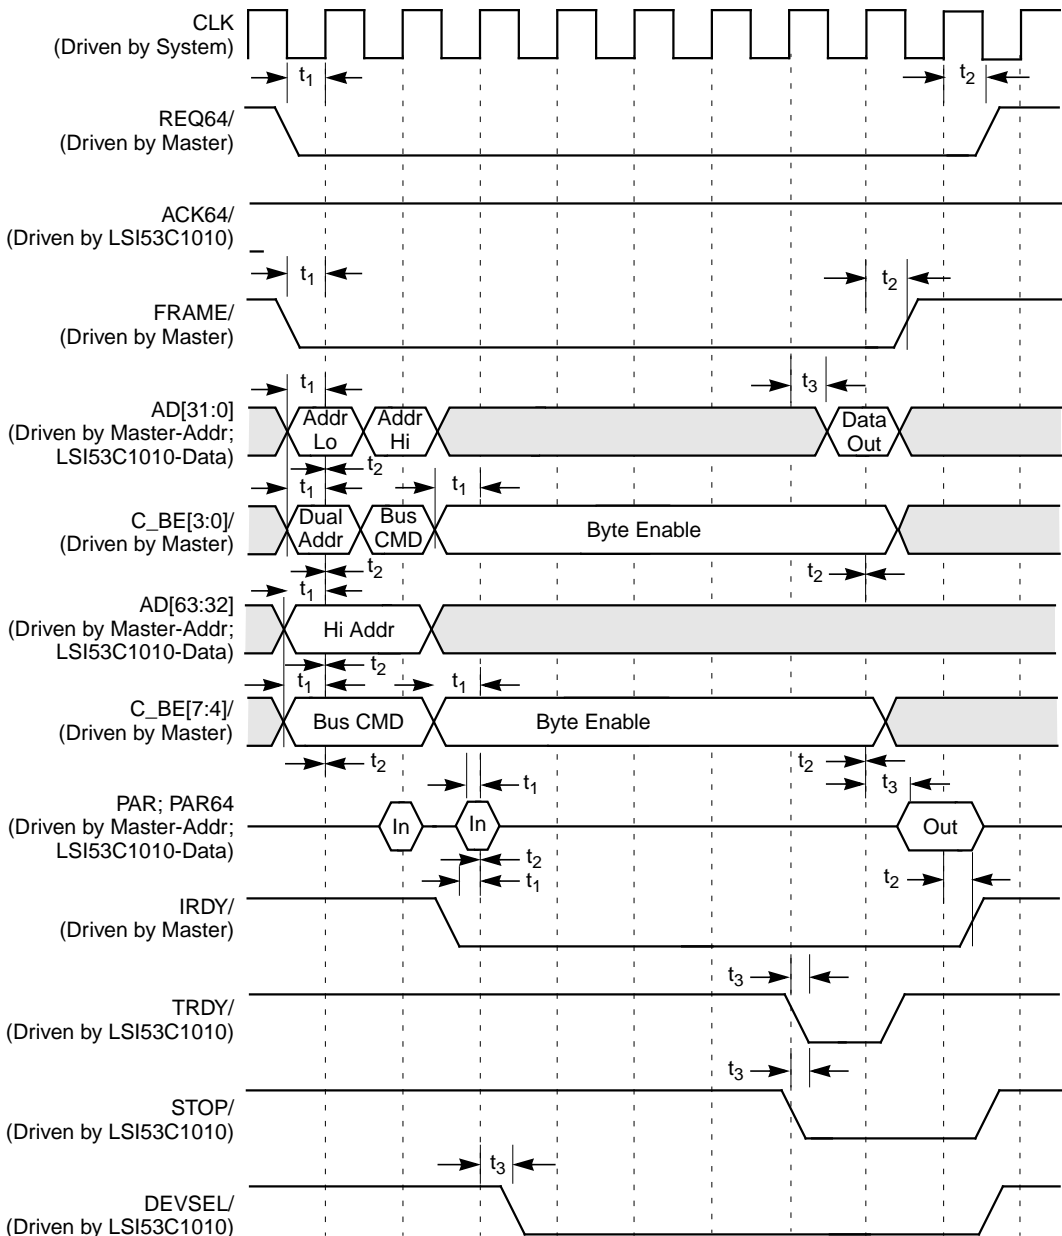 CLK
(Driven by System)
t1
t2
REQ64/
(Driven by Master)
ACK64/
(Driven by LSI53C1010)
t1
t2
FRAME/
(Driven by Master)
t1
t3
AD[31:0]
(Driven by Master-Addr;
LSI53C1010-Data)
Addr
Lo
Addr
Hi
Data
Out
t2
t1
t1
C_BE[3:0]/
(Driven by Master)
Dual
Addr
Bus
CMD
Byte Enable
t2
t2
t1
AD[63:32]
(Driven by Master-Addr;
LSI53C1010-Data)
Hi Addr
t2
t1
t1
C_BE[7:4]/
(Driven by Master)
Bus CMD
Byte Enable
t2
t2
t1
t3
PAR; PAR64
(Driven by Master-Addr;
LSI53C1010-Data)
In
In
Out
t2
t1
t2
IRDY/
(Driven by Master)
t3
TRDY/
(Driven by LSI53C1010)
t3
STOP/
(Driven by LSI53C1010)
t3
DEVSEL/
(Driven by LSI53C1010)